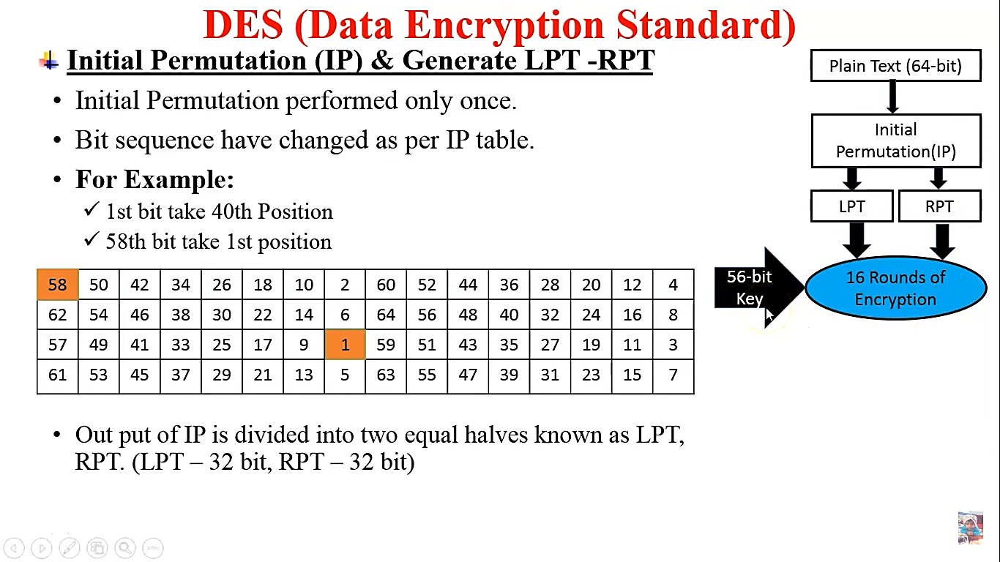 DES (Data Encryption Standard)
Initial Permutation (IP) & Generate LPT -RPT
• Initial Permutation performed only once.
• Bit sequence have changed as per IP table.
• For Example:
✓ 1st bit take 40th Position
✓ 58th bit take 1st position
58 50 42 34 26 18 10 2 60 52 44 36 28 20 12 4
62 54 46 38 30 22 14 6 64 56 48 40 32 24 16 8
57 49 41 33 25 17 9 1 59 51 43 35 27 19 11 3
61 53 45 37 29 21 13 5 63 55 47 39 31 23 15 7
• Out put of IP is divided into two equal halves known as LPT,
RPT. (LPT – 32 bit, RPT – 32 bit)
Plain Text (64-bit)
Initial
Permutation(IP)
LPT
RPT
56-bit
Key
16 Rounds of
Encryption